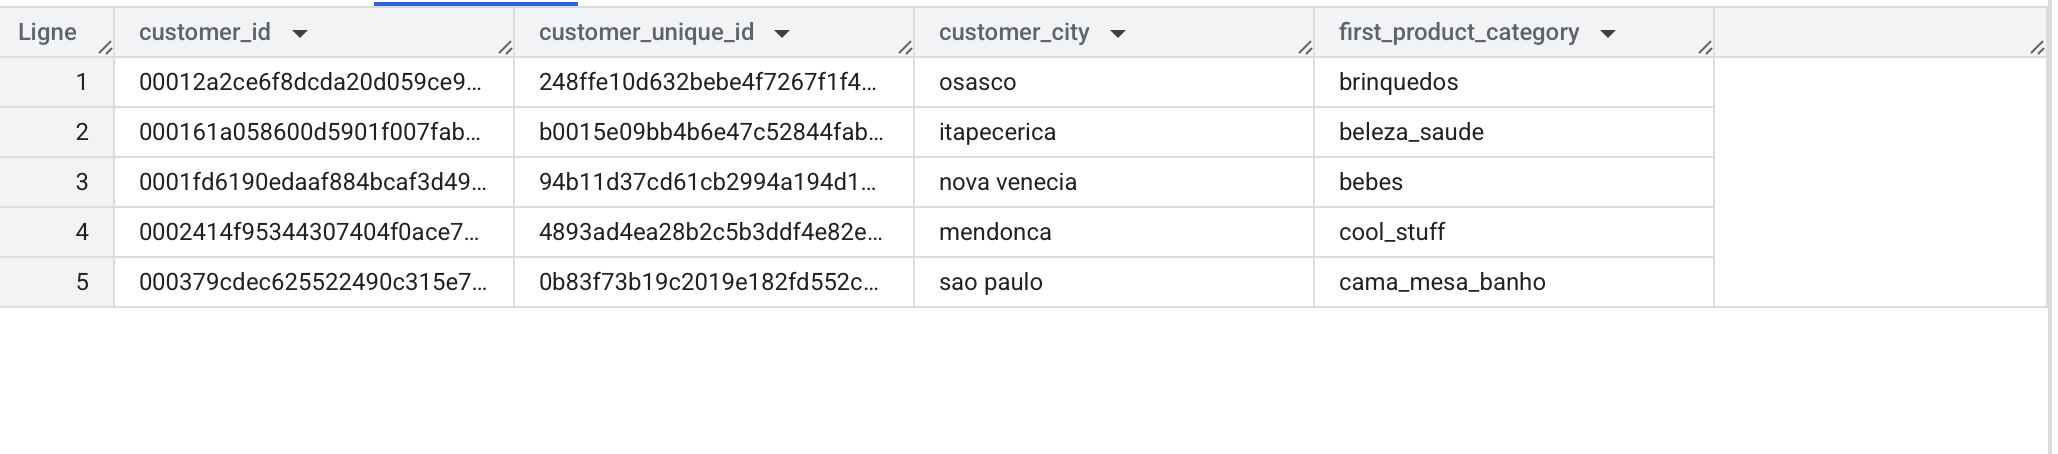 Ligne customer_id customer_unique_id customer_city first_product_category
1 00012a2ce6f8dcda20d059ce9... 248ffe10d632bebe4f7267f1f4... osasco brinquedos
2 000161a058600d5901f007fab... b0015e09bb4b6e47c52844fab... itapecerica beleza_saude
3 0001fd6190edaaf884bcaf3d49... 94b11d37cd61cb2994a194d1... nova venecia bebes
4 0002414f95344307404f0ace7... 4893ad4ea28b2c5b3ddf4e82e... mendonca cool_stuff
5 000379cdec625522490c315e7... 0b83f73b19c2019e182fd552c... sao paulo cama_mesa_banho